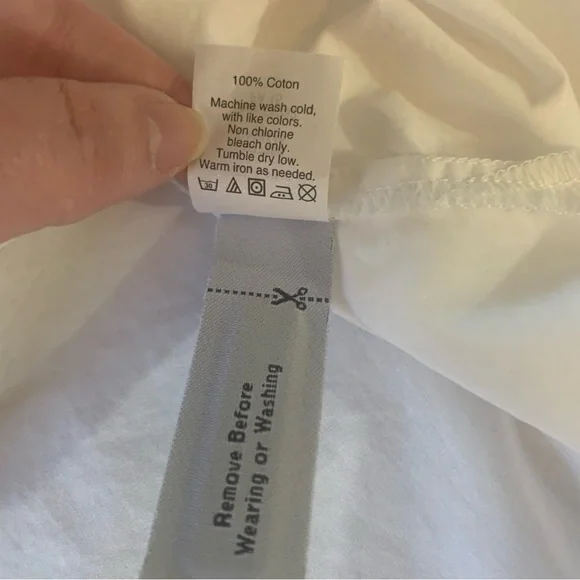 100% Coton
Machine wash cold,
with like colors.
Non chlorine
bleach only.
Tumble dry low.
Warm iron as needed.
30
Remove Before
Wearing or Washing